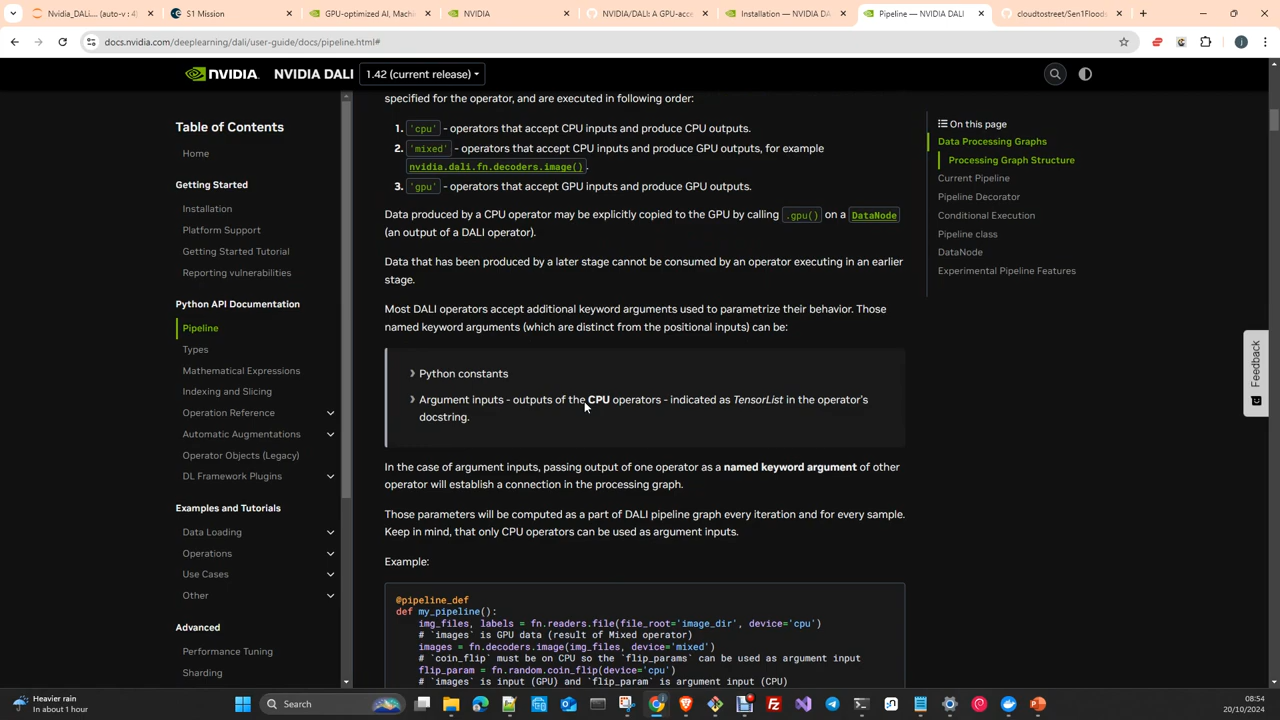 Nvidia_DALi.... (auto-v : 4)
S1 Mission
GPU-optimized AI, Machi
NVIDIA
NVIDIA/DALI: A GPU-acce
Installation — NVIDIA DA
Pipeline — NVIDIA DALI
cloudtostreet/Sen1Floods
docs.nvidia.com/deeplearning/dali/user-guide/docs/pipeline.html#
NVIDIA.
NVIDIA DALI
1.42 (current release)
Table of Contents
Home
Getting Started
Installation
Platform Support
Getting Started Tutorial
Reporting vulnerabilities
Python API Documentation
Pipeline
Types
Mathematical Expressions
Indexing and Slicing
Operation Reference
Automatic Augmentations
Operator Objects (Legacy)
DL Framework Plugins
Examples and Tutorials
Data Loading
Operations
Use Cases
Other
Advanced
Performance Tuning
Sharding
specified for the operator, and are executed in following order:
1. 'cpu' - operators that accept CPU inputs and produce CPU outputs.
2. 'mixed' - operators that accept CPU inputs and produce GPU outputs, for example
nvidia.dali.fn.decoders.image().
3. 'gpu' - operators that accept GPU inputs and produce GPU outputs.
Data produced by a CPU operator may be explicitly copied to the GPU by calling .gpu() on a DataNode
(an output of a DALI operator).
Data that has been produced by a later stage cannot be consumed by an operator executing in an earlier
stage.
Most DALI operators accept additional keyword arguments used to parametrize their behavior. Those
named keyword arguments (which are distinct from the positional inputs) can be:
Python constants
Argument inputs - outputs of the CPU operators - indicated as TensorList in the operator's
docstring.
In the case of argument inputs, passing output of one operator as a named keyword argument of other
operator will establish a connection in the processing graph.
Those parameters will be computed as a part of DALI pipeline graph every iteration and for every sample.
Keep in mind, that only CPU operators can be used as argument inputs.
Example:
@pipeline_def
def my_pipeline():
img_files, labels = fn.readers.file(file_root='image_dir', device='cpu')
# `images` is GPU data (result of Mixed operator)
images = fn.decoders.image(img_files, device='mixed')
# `coin_flip` must be on CPU so the `flip_params` can be used as argument input
flip_param = fn.random.coin_flip(device='cpu')
# `images` is input (GPU) and `flip_param` is argument input (CPU)
On this page
Data Processing Graphs
Processing Graph Structure
Current Pipeline
Pipeline Decorator
Conditional Execution
Pipeline class
DataNode
Experimental Pipeline Features
Feedback
Heavier rain
In about 1 hour
Search
08:54
20/10/2024